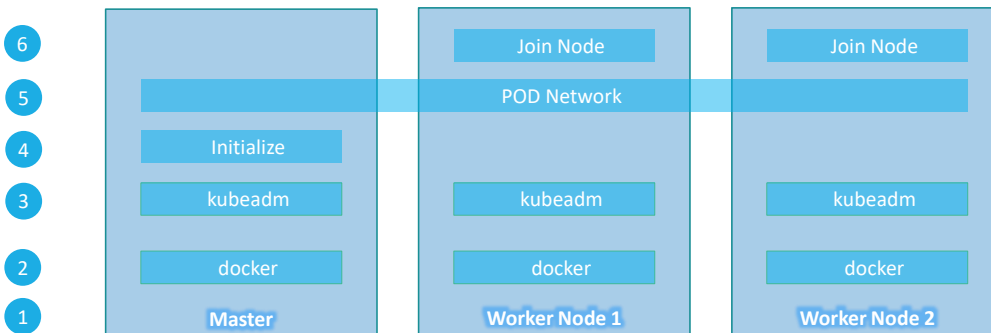 6 Join Node Join Node
5 POD Network
4 Initialize
3 kubeadm kubeadm kubeadm
2 docker docker docker
1 Master Worker Node 1 Worker Node 2